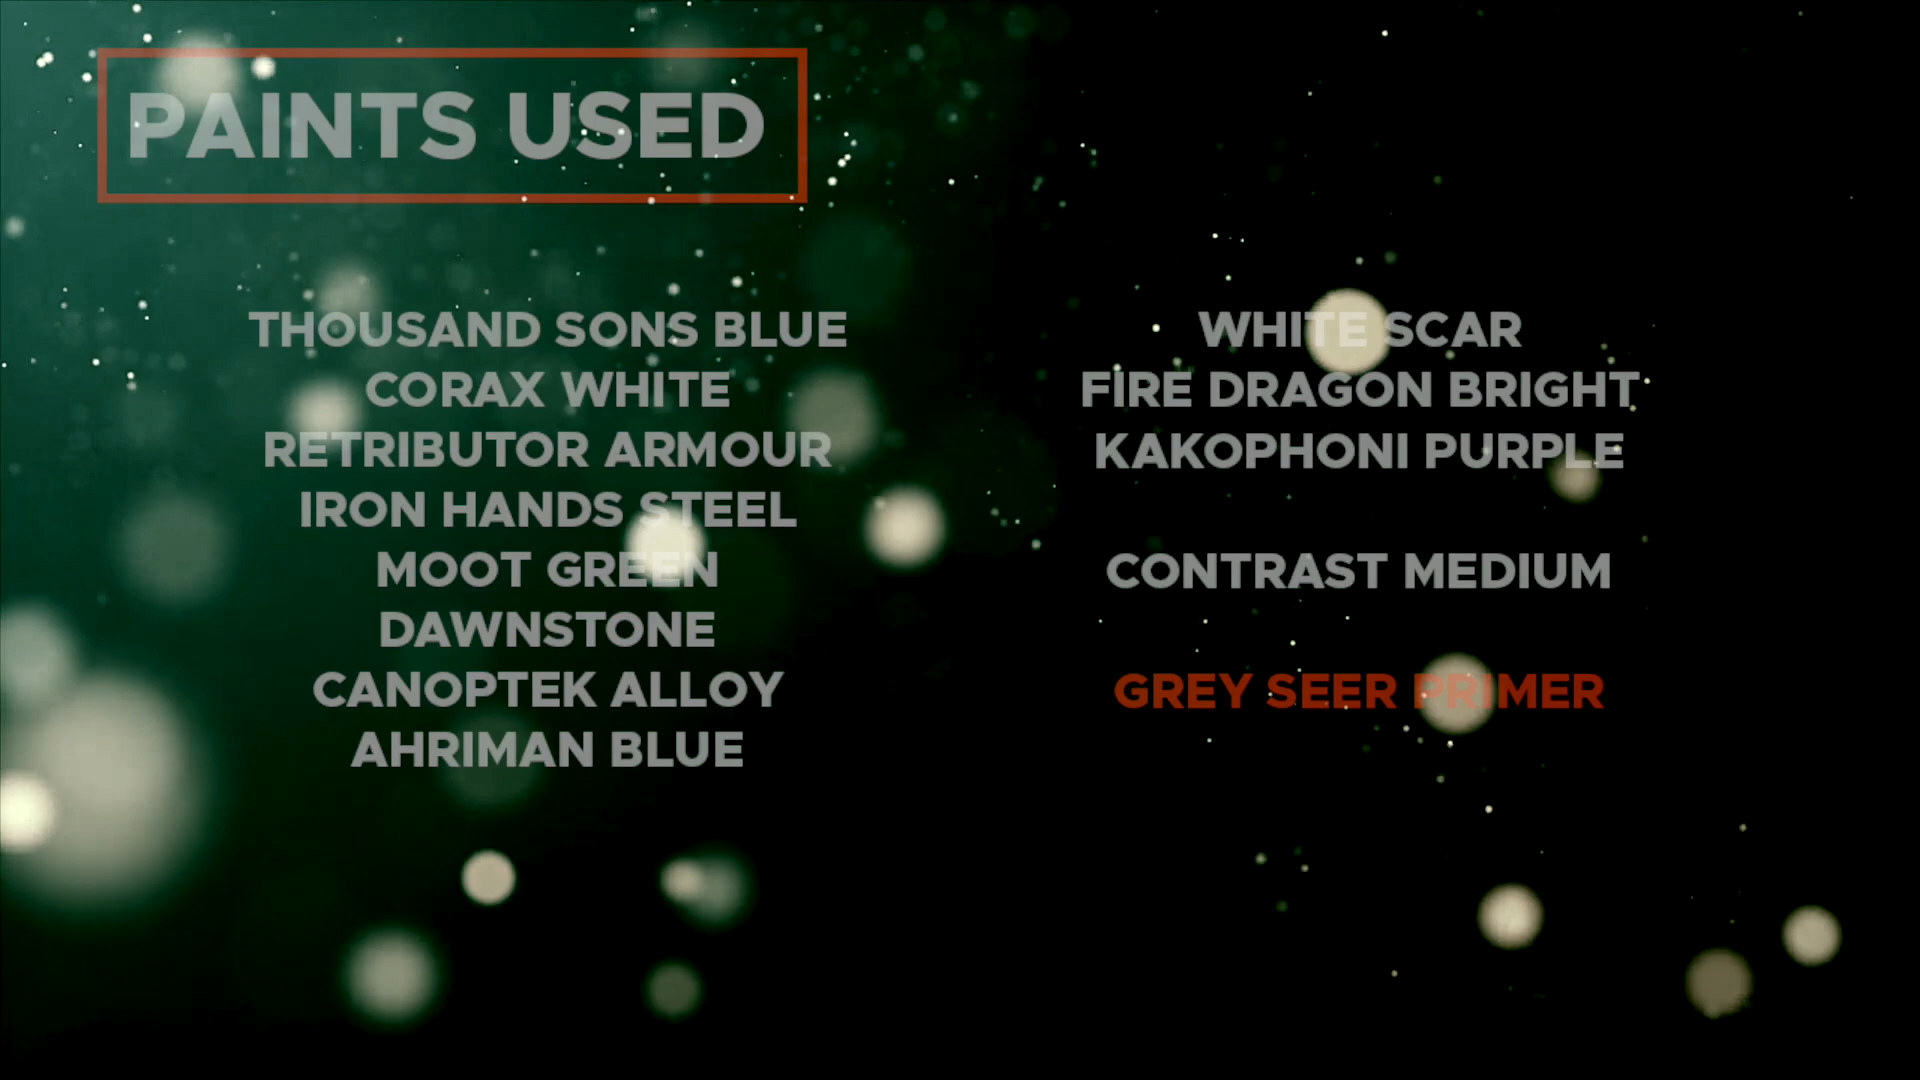 PAINTS USED
THOUSAND SONS BLUE
CORAX WHITE
RETRIBUTOR ARMOUR
IRON HANDS STEEL
MOOT GREEN
DAWNSTONE
CANOPTEK ALLOY
AHRIMAN BLUE
WHITE SCAR
FIRE DRAGON BRIGHT
KAKOPHONI PURPLE
CONTRAST MEDIUM
GREY SEER PRIMER